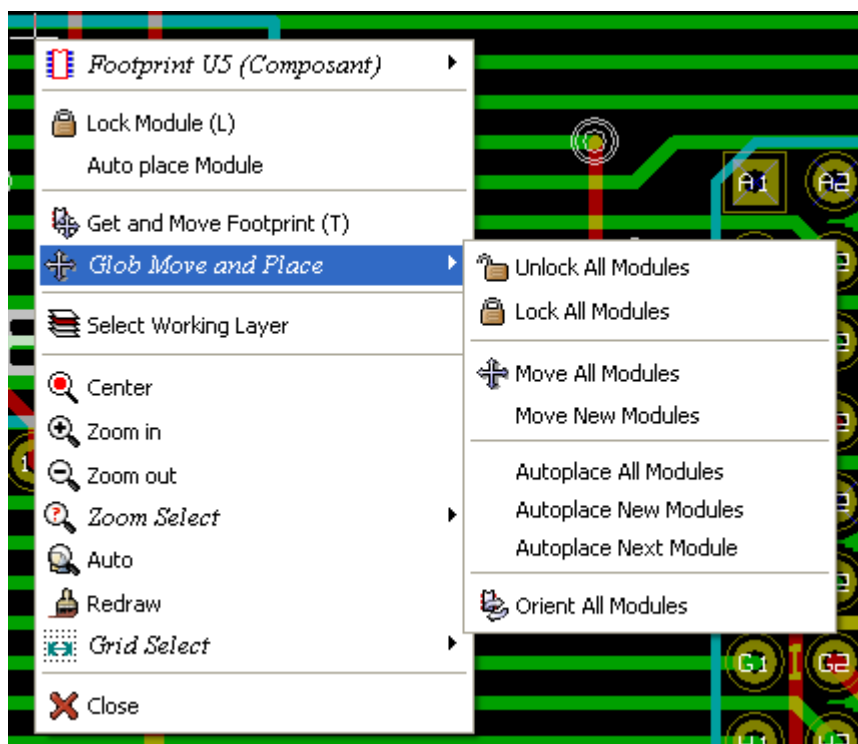 Footprint U5 (Composant)
Lock Module (L)
Auto place Module
Get and Move Footprint (T)
Glob Move and Place
Select Working Layer
Center
Zoom in
Zoom out
Zoom Select
Auto
Redraw
Grid Select
Close
Unlock All Modules
Lock All Modules
Move All Modules
Move New Modules
Autoplace All Modules
Autoplace New Modules
Autoplace Next Module
Orient All Modules
A1 A2
G1 G2